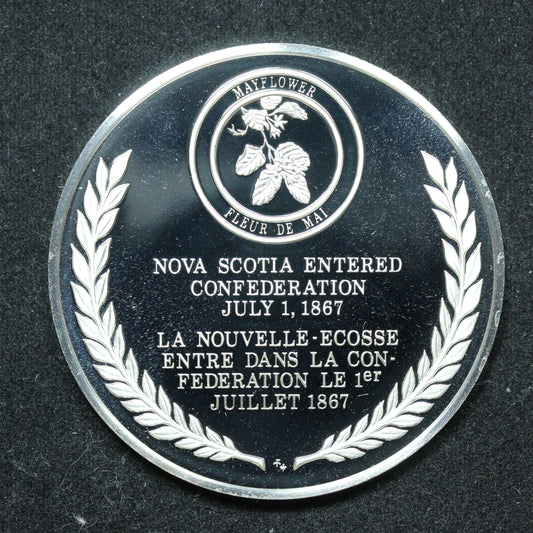 MAYFLOWER
FLEUR DE MAI
NOVA SCOTIA ENTERED
CONFEDERATION
JULY 1, 1867
LA NOUVELLE-ECOSSE
ENTRE DANS LA CON-
FEDERATION LE 1er
JUILLET 1867